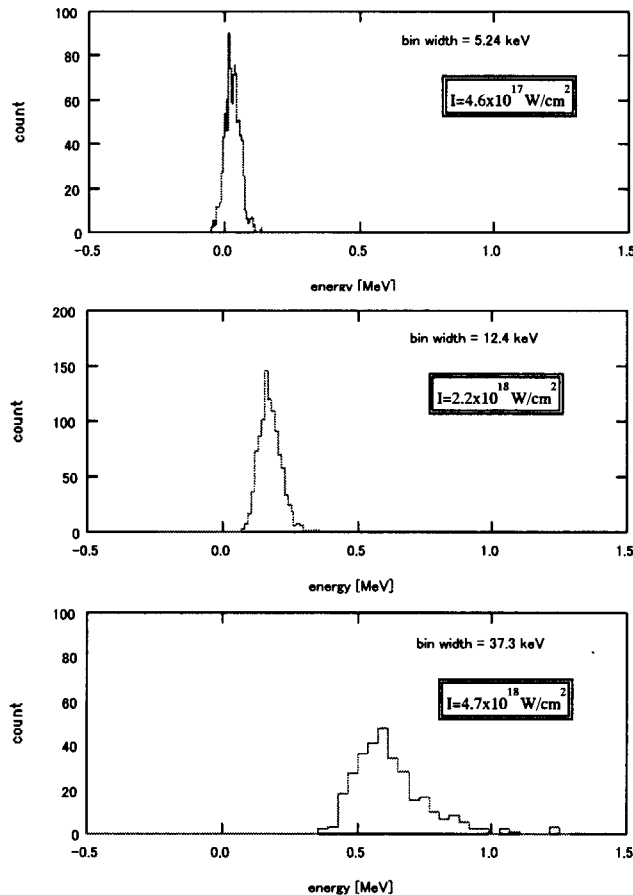 100
bin width = 5.24 keV
80
I=4.6x10^17 W/cm^2
60
count
40
20
0
-0.5 0.0 0.5 1.0 1.5
energy [MeV]
200
bin width = 12.4 keV
150
I=2.2x10^18 W/cm^2
count
100
50
0
-0.5 0.0 0.5 1.0 1.5
energy [MeV]
100
bin width = 37.3 keV
80
I=4.7x10^18 W/cm^2
60
count
40
20
0
-0.5 0.0 0.5 1.0 1.5
energy [MeV]